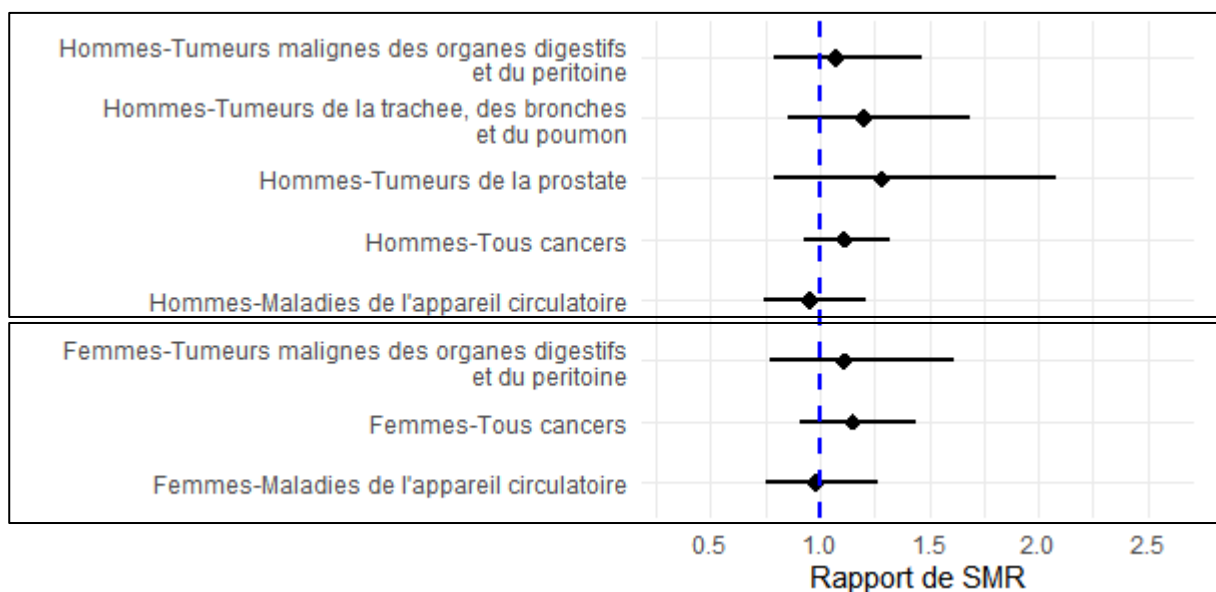 Hommes-Tumeurs malignes des organes digestifs
et du peritoine
Hommes-Tumeurs de la trachee, des bronches
et du poumon
Hommes-Tumeurs de la prostate
Hommes-Tous cancers
Hommes-Maladies de l'appareil circulatoire
Femmes-Tumeurs malignes des organes digestifs
et du peritoine
Femmes-Tous cancers
Femmes-Maladies de l'appareil circulatoire
0.5 1.0 1.5 2.0 2.5
Rapport de SMR